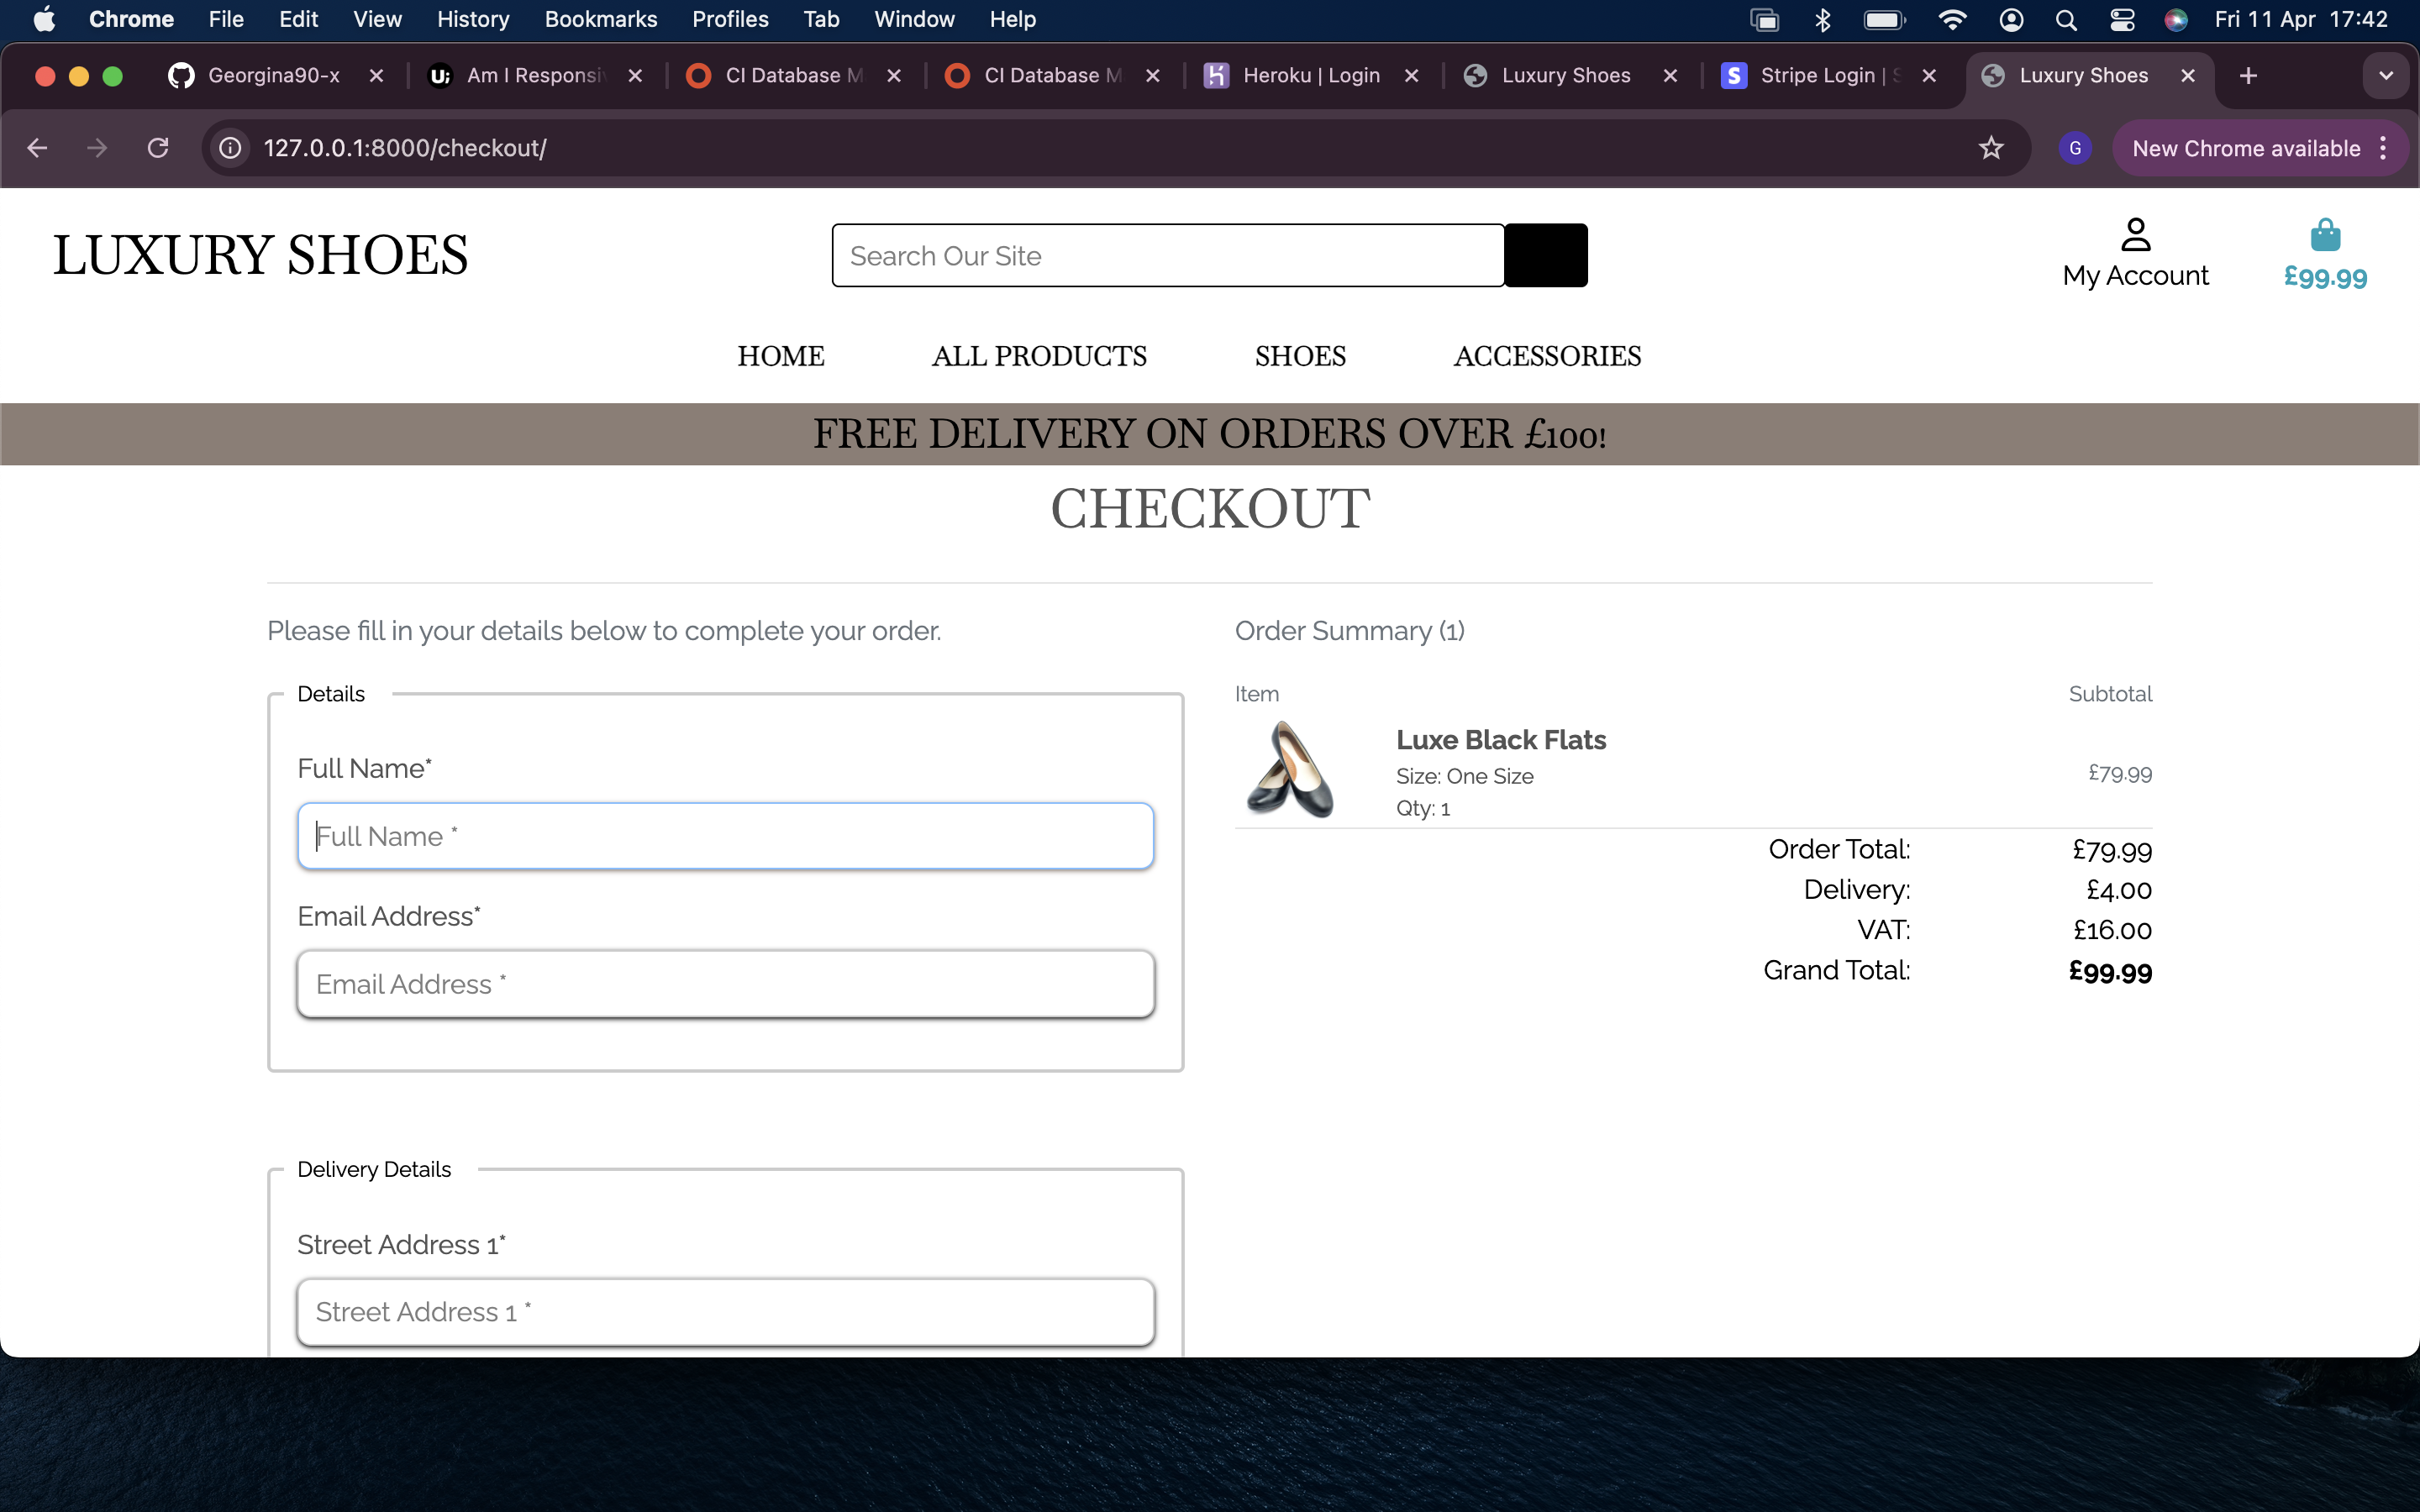 Chrome File Edit View History Bookmarks Profiles Tab Window Help Fri 11 Apr 17:42
Georgina90-x Am I Responsi CI Database M CI Database M Heroku | Login Luxury Shoes Stripe Login | S Luxury Shoes
127.0.0.1:8000/checkout/ G New Chrome available
LUXURY SHOES
Search Our Site
My Account
£99.99
HOME ALL PRODUCTS SHOES ACCESSORIES
FREE DELIVERY ON ORDERS OVER £100!
CHECKOUT
Please fill in your details below to complete your order.
Details
Full Name*
Full Name *
Email Address*
Email Address *
Delivery Details
Street Address 1*
Street Address 1 *
Order Summary (1)
Item Subtotal
Luxe Black Flats
Size: One Size
£79.99
Qty: 1
Order Total: £79.99
Delivery: £4.00
VAT: £16.00
Grand Total: £99.99